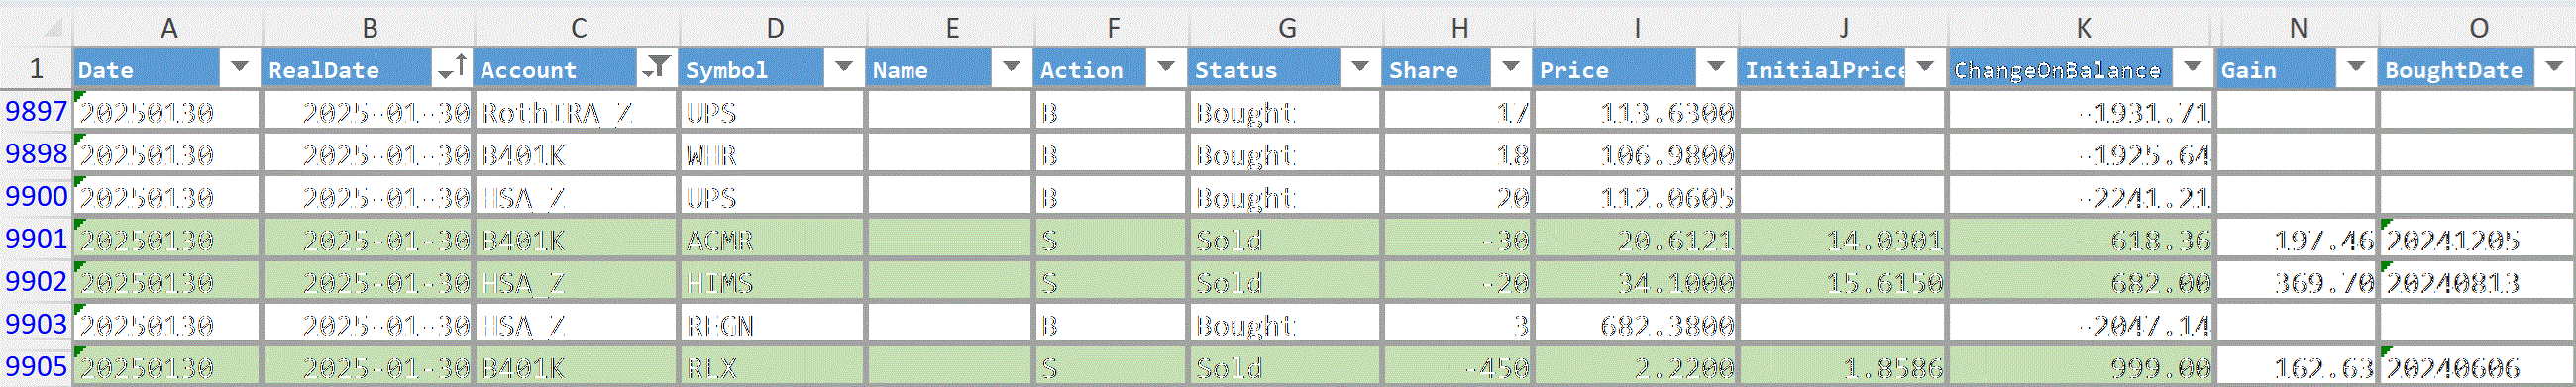 A B C D E F G H I J K N O
1 Date RealDate Account Symbol Name Action Status Share Price InitialPrice ChangeOnBalance Gain BoughtDate
9897 20250130 2025-01-30 RothIRA_Z UPS B Bought 17 113.6300 -1931.71
9898 20250130 2025-01-30 B401K WHR B Bought 18 106.9800 -1925.64
9900 20250130 2025-01-30 HSA_Z UPS B Bought 20 112.0605 -2241.21
9901 20250130 2025-01-30 B401K ACMR S Sold -30 20.6121 14.0301 618.36 197.46 20241205
9902 20250130 2025-01-30 HSA_Z HIMS S Sold -20 34.1000 15.6150 682.00 369.70 20240813
9903 20250130 2025-01-30 HSA_Z REGN B Bought 3 682.3800 -2047.14
9905 20250130 2025-01-30 B401K RLX S Sold -450 2.2200 1.8586 999.00 162.63 20240606